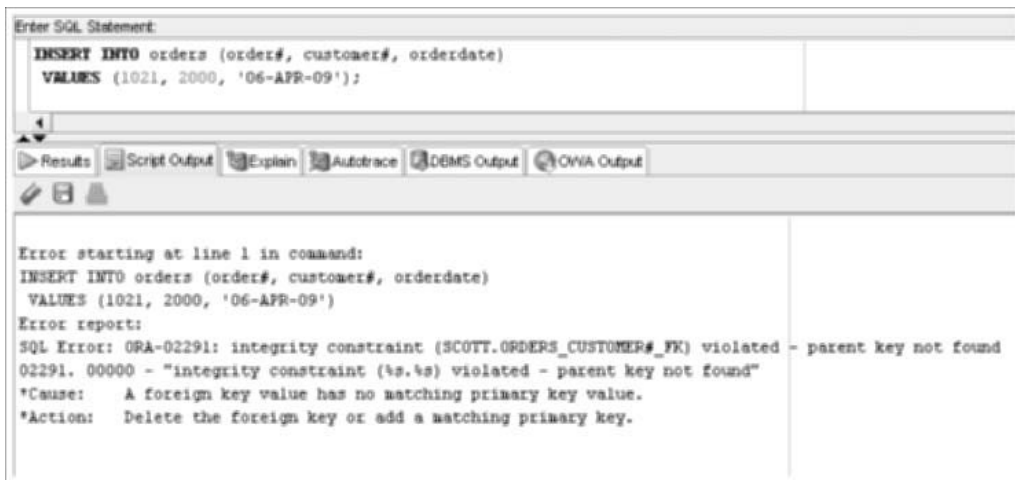 Enter SQL Statement:
INSERT INTO orders (order#, customer#, orderdate)
VALUES (1021, 2000, '06-APR-09');
Results Script Output Explain Autotrace DBMS Output OWA Output
Error starting at line 1 in command:
INSERT INTO orders (order#, customer#, orderdate)
VALUES (1021, 2000, '06-APR-09')
Error report:
SQL Error: ORA-02291: integrity constraint (SCOTT.ORDERS_CUSTOMER#_FK) violated - parent key not found
02291. 00000 - "integrity constraint (%s.%s) violated - parent key not found"
*Cause: A foreign key value has no matching primary key value.
*Action: Delete the foreign key or add a matching primary key.